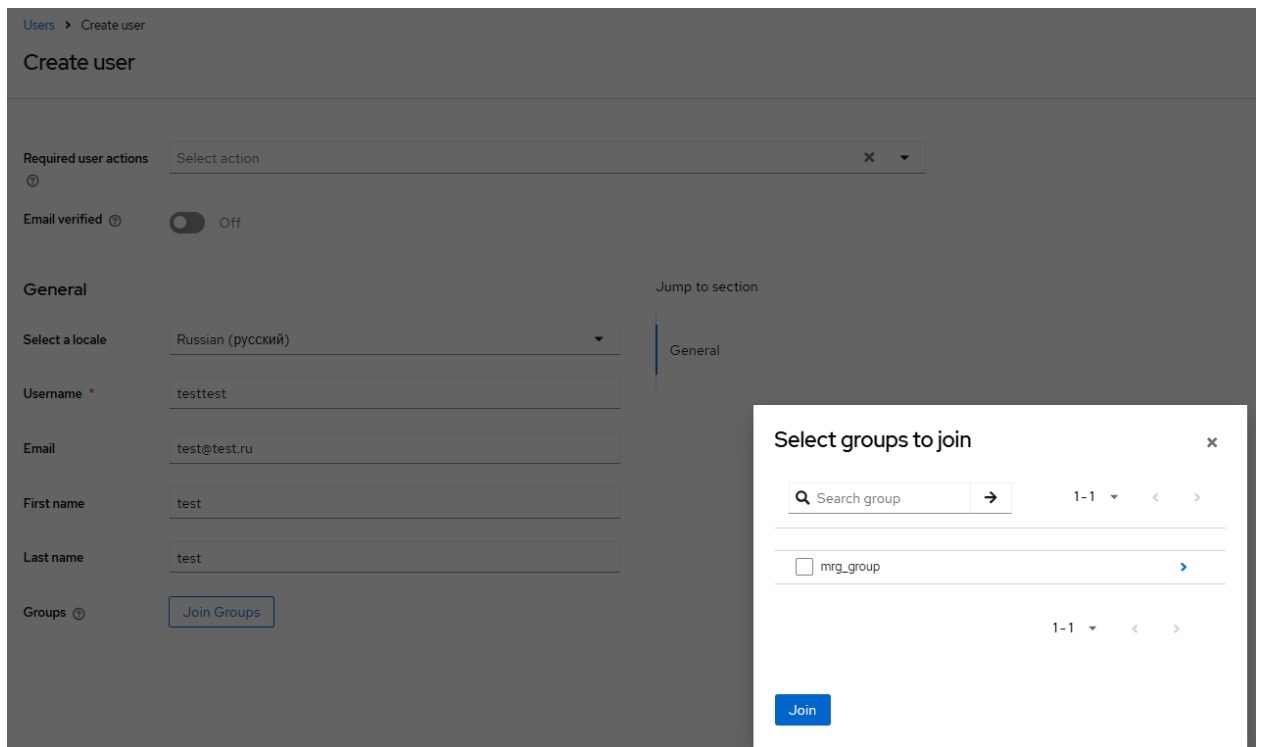 Users > Create user
Create user
Required user actions
Select action
Email verified
Off
General
Select a locale
Russian (русский)
Username *
testtest
Email
test@test.ru
First name
test
Last name
test
Groups
Join Groups
Jump to section
General
Select groups to join
Search group
1-1
mrg_group
1-1
Join